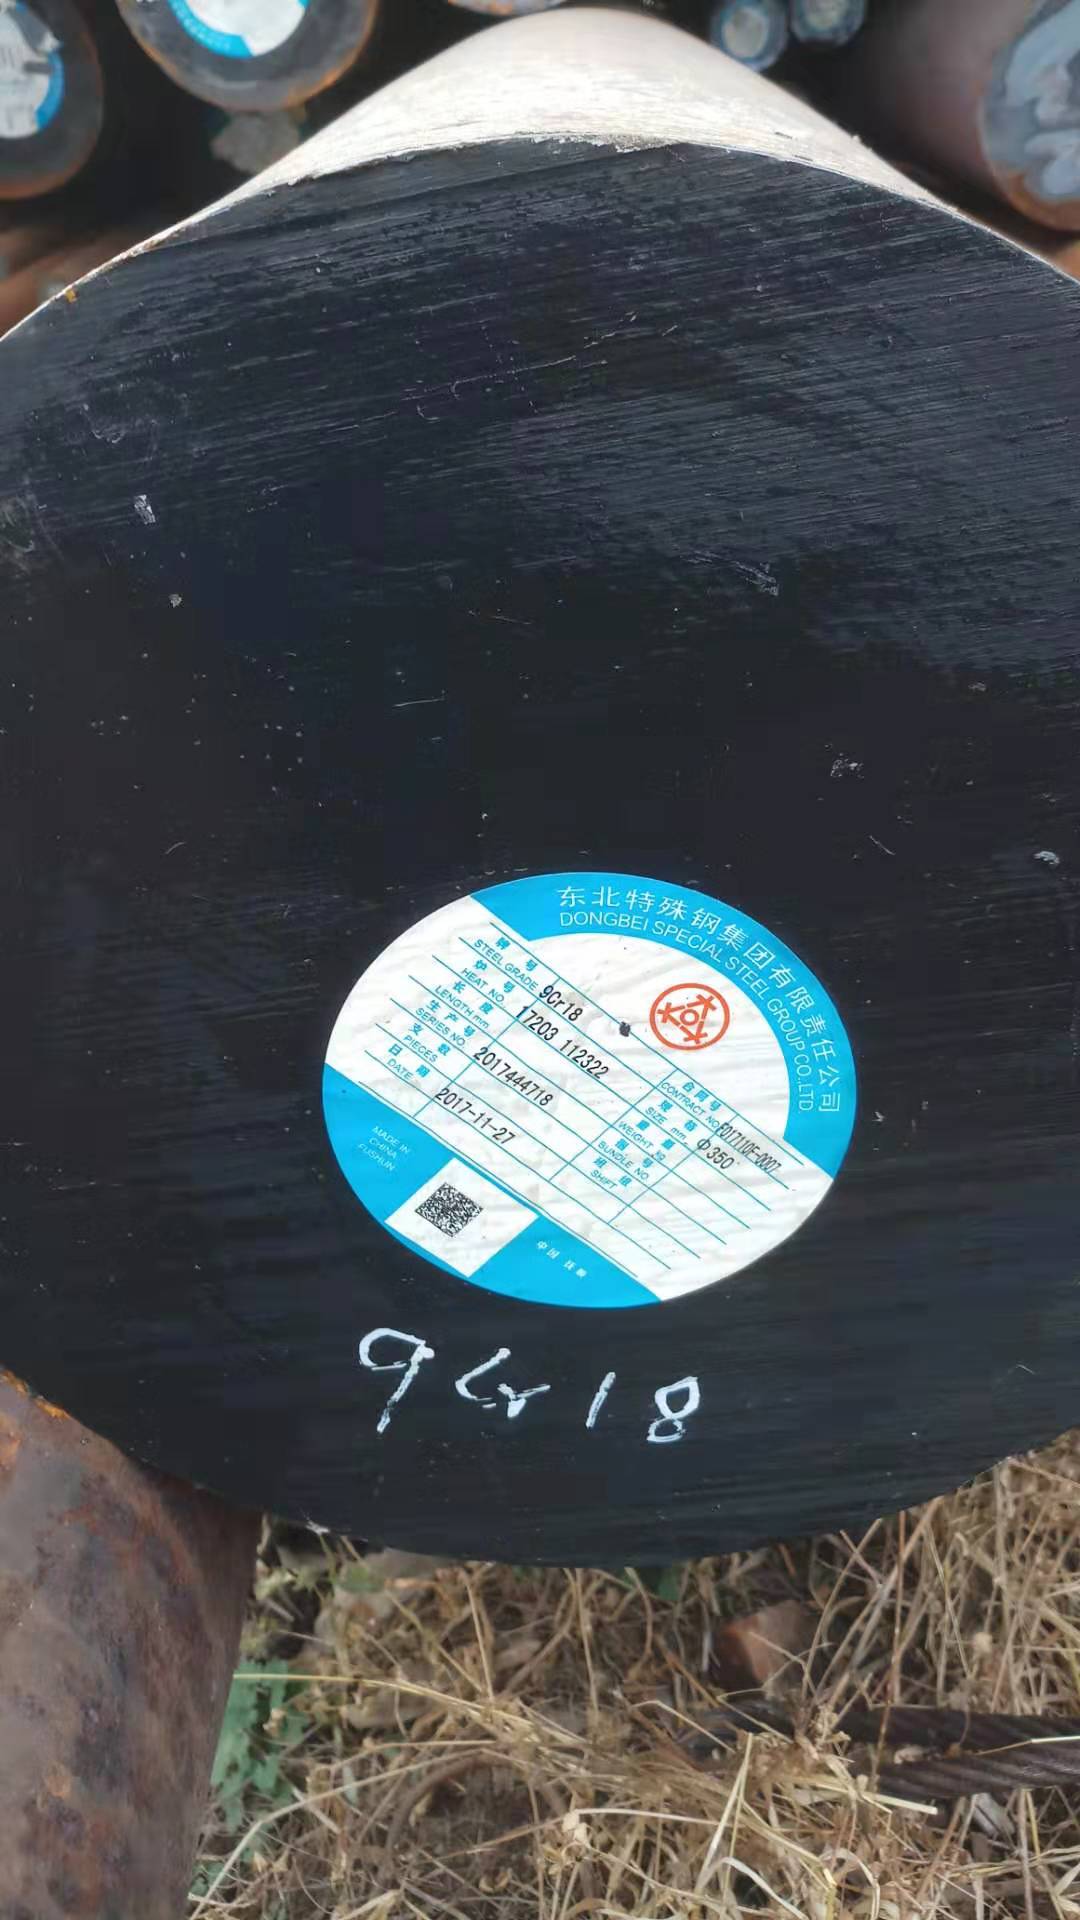 东北特殊钢集团有限责任公司
DONGBEI SPECIAL STEEL GROUP CO.,LTD.
牌号 9Cr18
STEEL GRADE
炉号 17203 112322
HEAT NO.
长度
LENGTH mm
生产号 2017444718
SERIES NO.
支数
PIECES
日期 2017-11-27
DATE
合同号
CONTRACT NO.
规格 Φ350
SIZE mm
重量
WEIGHT kg
捆号
BUNDLE NO.
班组
SHIFT
MADE IN
CHINA
FUSHUN
中国
9Cr18